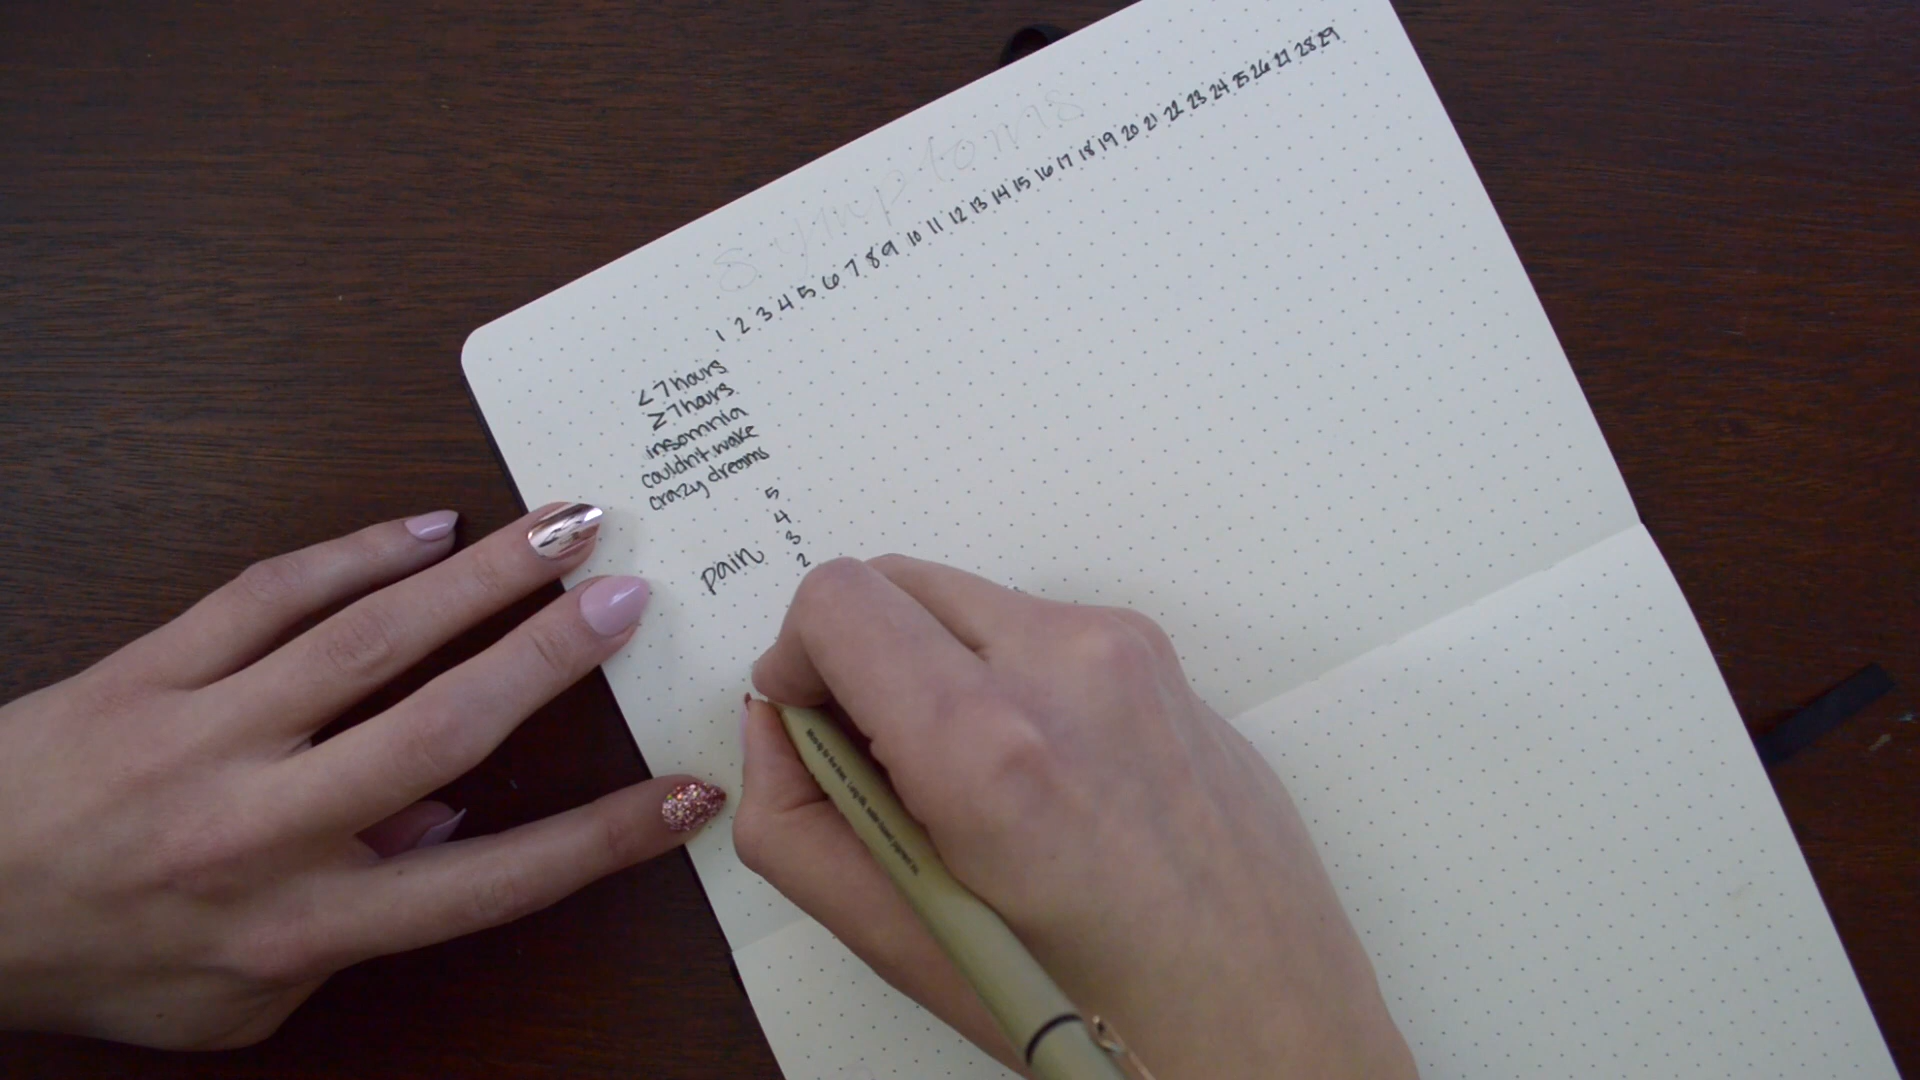 symptoms
1 2 3 4 5 6 7 8 9 10 11 12 13 14 15 16 17 18 19 20 21 22 23 24 25 26 27 28 29
< 7 hours
≥ 7 hours
insomnia
couldn't wake
crazy dreams
5
4
pain 3
2